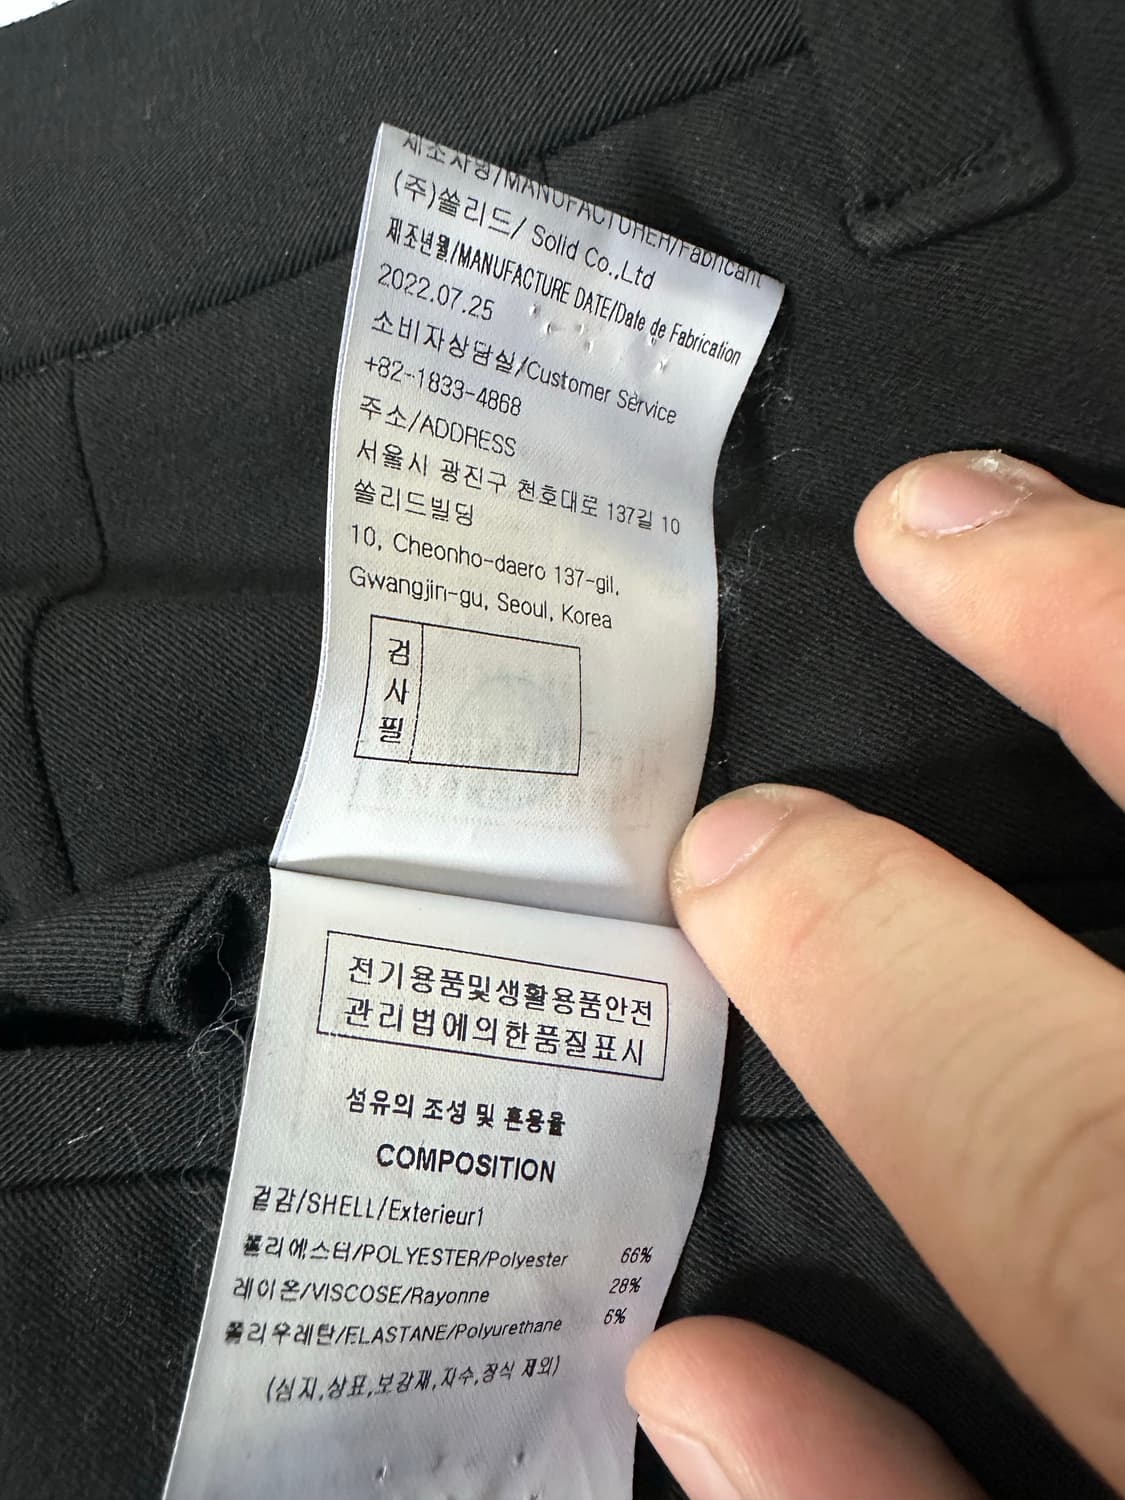 제조자명/MANUFACTURER/Fabricant
(주)쏠리드/ Solid Co.,Ltd
제조년월/MANUFACTURE DATE/Date de Fabrication
2022.07.25
소비자상담실/Customer Service
+82-1833-4868
주소/ADDRESS
서울시 광진구 천호대로 137길 10
쏠리드빌딩
10, Cheonho-daero 137-gil,
Gwangjin-gu, Seoul, Korea
검
사
필
전기용품및생활용품안전
관리법에의한품질표시
섬유의 조성 및 혼용율
COMPOSITION
겉감/SHELL/Exterieur1
폴리에스터/POLYESTER/Polyester 66%
레이온/VISCOSE/Rayonne 28%
폴리우레탄/ELASTANE/Polyurethane 6%
(심지,상표,보강재,자수,장식 제외)